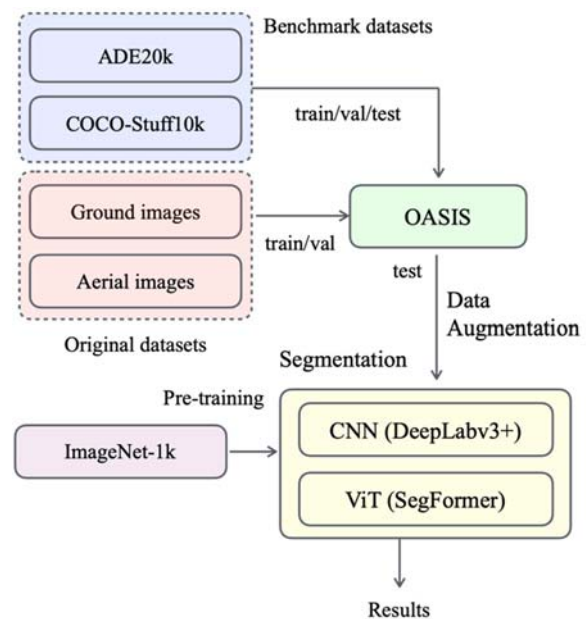 Benchmark datasets
ADE20k
COCO-Stuff10k
train/val/test
Ground images
OASIS
train/val
Aerial images
test
Data
Augmentation
Original datasets
Segmentation
Pre-training
CNN (DeepLabv3+)
ImageNet-1k
ViT (SegFormer)
Results